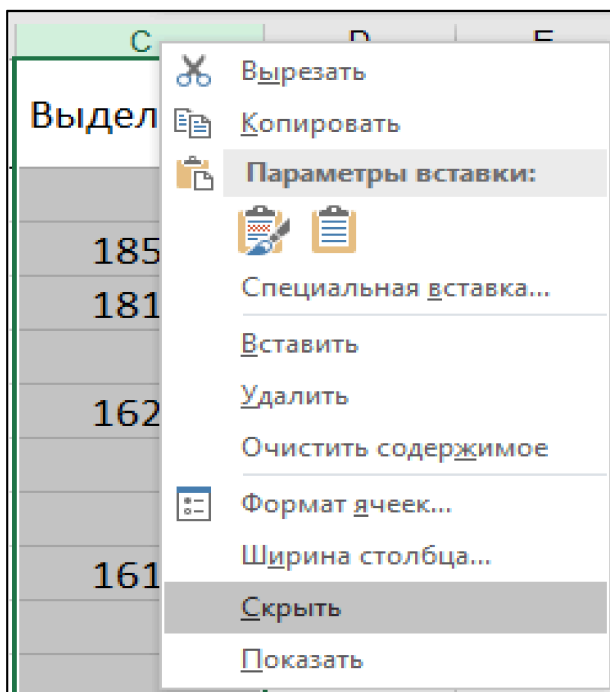 C D E
Выдел
185
181
162
161
Вырезать
Копировать
Параметры вставки:
Специальная вставка...
Вставить
Удалить
Очистить содержимое
Формат ячеек...
Ширина столбца...
Скрыть
Показать